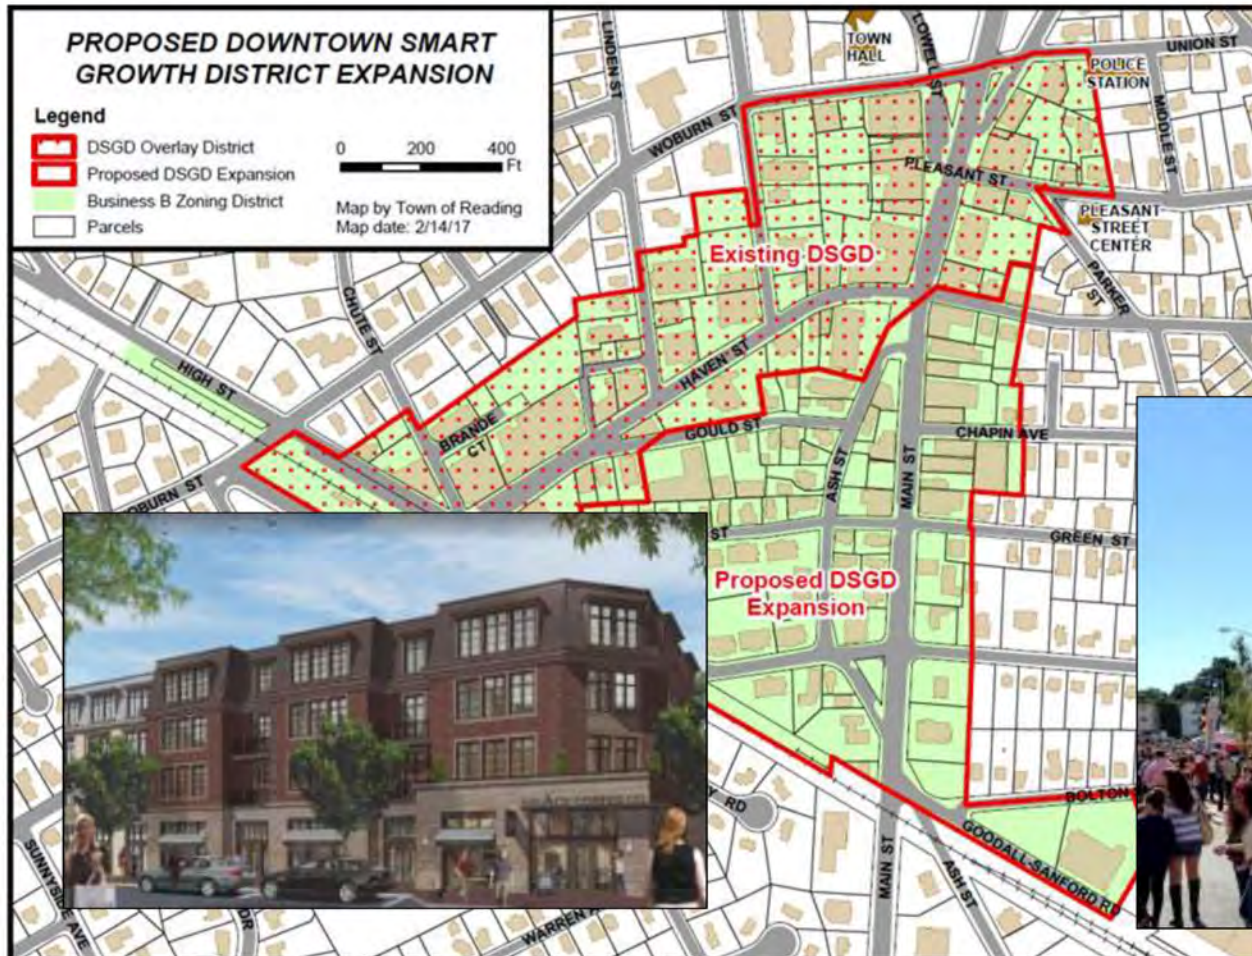 PROPOSED DOWNTOWN SMART
GROWTH DISTRICT EXPANSION
Legend
DSGD Overlay District
Proposed DSGD Expansion
Business B Zoning District
Parcels
0 200 400
Ft
Map by Town of Reading
Map date: 2/14/17
LINDEN ST
TOWN
HALL
LOWELL ST
UNION ST
POLICE
STATION
MIDDLE ST
WOBURN ST
PLEASANT ST
PLEASANT
STREET
CENTER
PARKER
ST
Existing DSGD
CHUTE ST
HIGH ST
HAVEN ST
BRANDE
CT
GOULD ST
CHAPIN AVE
ASH ST
MAIN ST
OBURN ST
ST
GREEN ST
Proposed DSGD
Expansion
BOLTON
Y RD
GOODALL-SANFORD RD
MAIN ST
ASH ST
SUNNYSIDE AVE
DR
WARREN